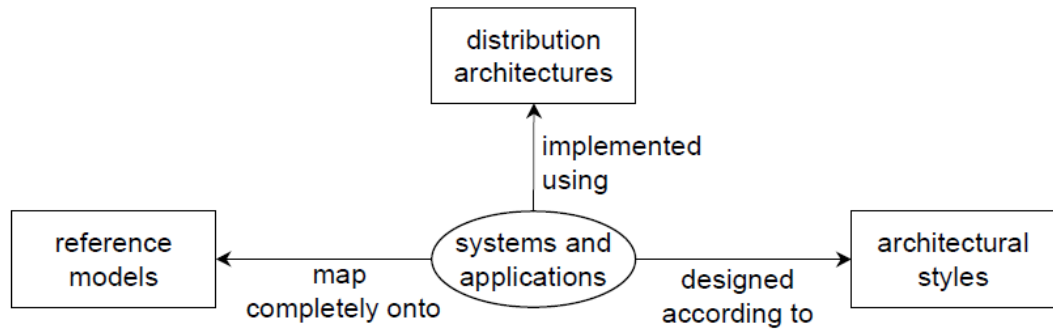 distribution
architectures
implemented
using
reference
models
map
completely onto
systems and
applications
designed
according to
architectural
styles